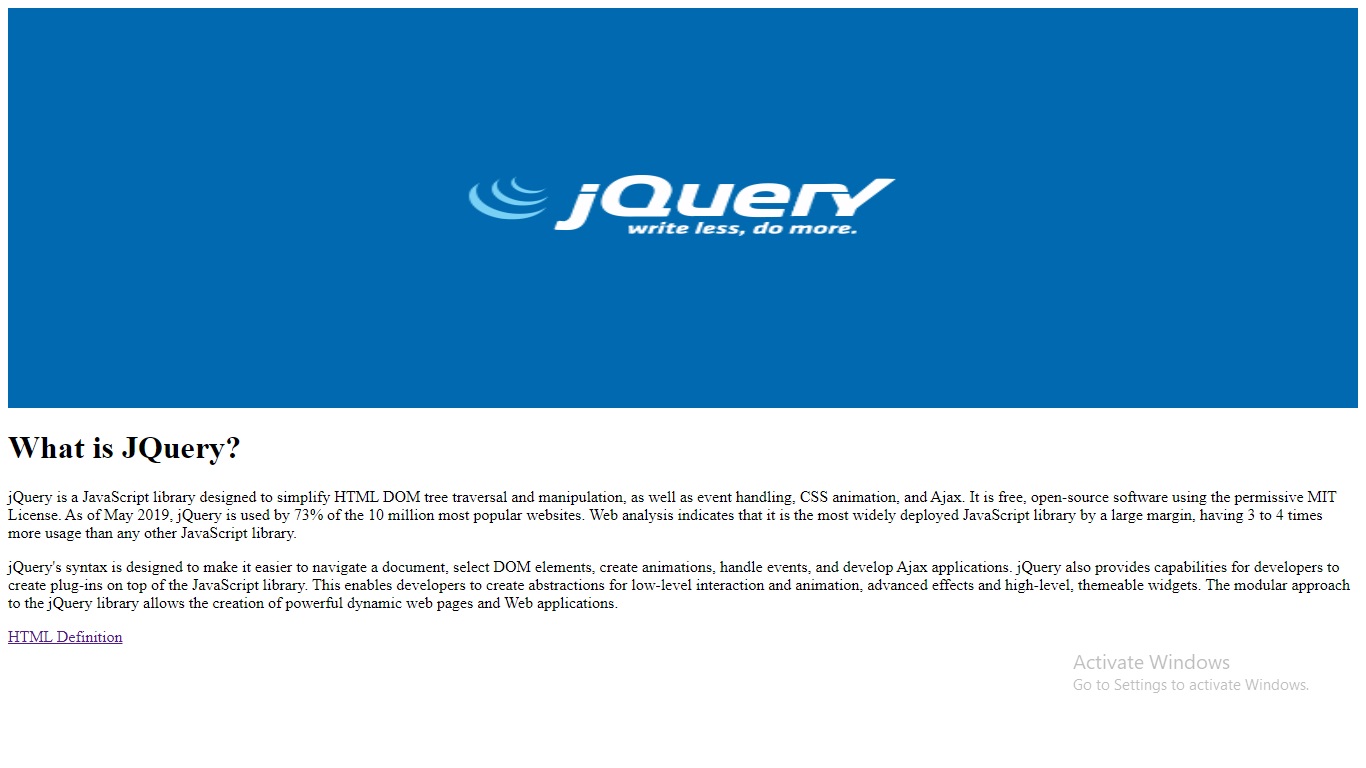 jQuery
write less, do more.
What is JQuery?
jQuery is a JavaScript library designed to simplify HTML DOM tree traversal and manipulation, as well as event handling, CSS animation, and Ajax. It is free, open-source software using the permissive MIT
License. As of May 2019, jQuery is used by 73% of the 10 million most popular websites. Web analysis indicates that it is the most widely deployed JavaScript library by a large margin, having 3 to 4 times
more usage than any other JavaScript library.
jQuery's syntax is designed to make it easier to navigate a document, select DOM elements, create animations, handle events, and develop Ajax applications. jQuery also provides capabilities for developers to
create plug-ins on top of the JavaScript library. This enables developers to create abstractions for low-level interaction and animation, advanced effects and high-level, themeable widgets. The modular approach
to the jQuery library allows the creation of powerful dynamic web pages and Web applications.
HTML Definition
Activate Windows
Go to Settings to activate Windows.